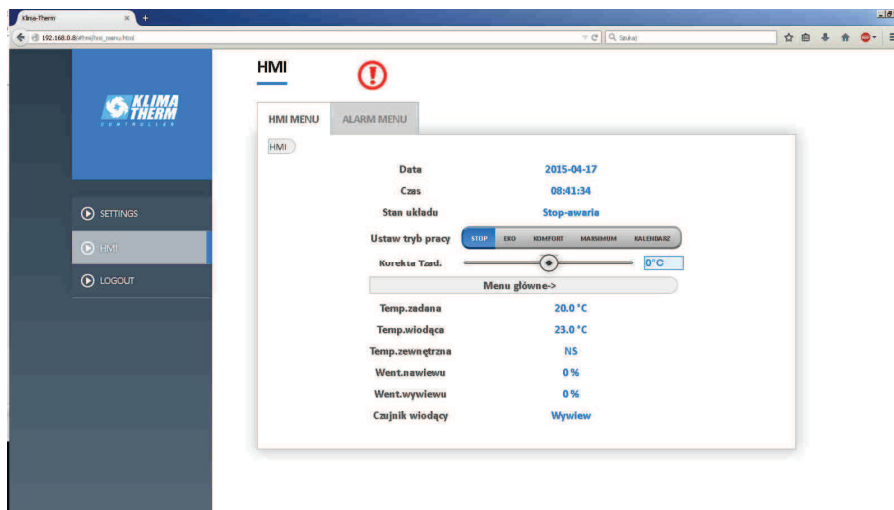 Klima-Therm
192.168.0.8/#hmi/hmi_menu.html
Szukaj
KLIMA
THERM
CONTROLLER
SETTINGS
HMI
LOGOUT
HMI
HMI MENU ALARM MENU
HMI
Data 2015-04-17
Czas 08:41:34
Stan układu Stop-awaria
Ustaw tryb pracy STOP EKO KOMFORT MAKSIMUM KALENDARZ
Korekta Tzad. 0°C
Menu główne->
Temp.zadana 20.0 °C
Temp.wiodąca 23.0 °C
Temp.zewnętrzna NS
Went.nawiewu 0 %
Went.wywiewu 0 %
Czujnik wiodący Wywiew